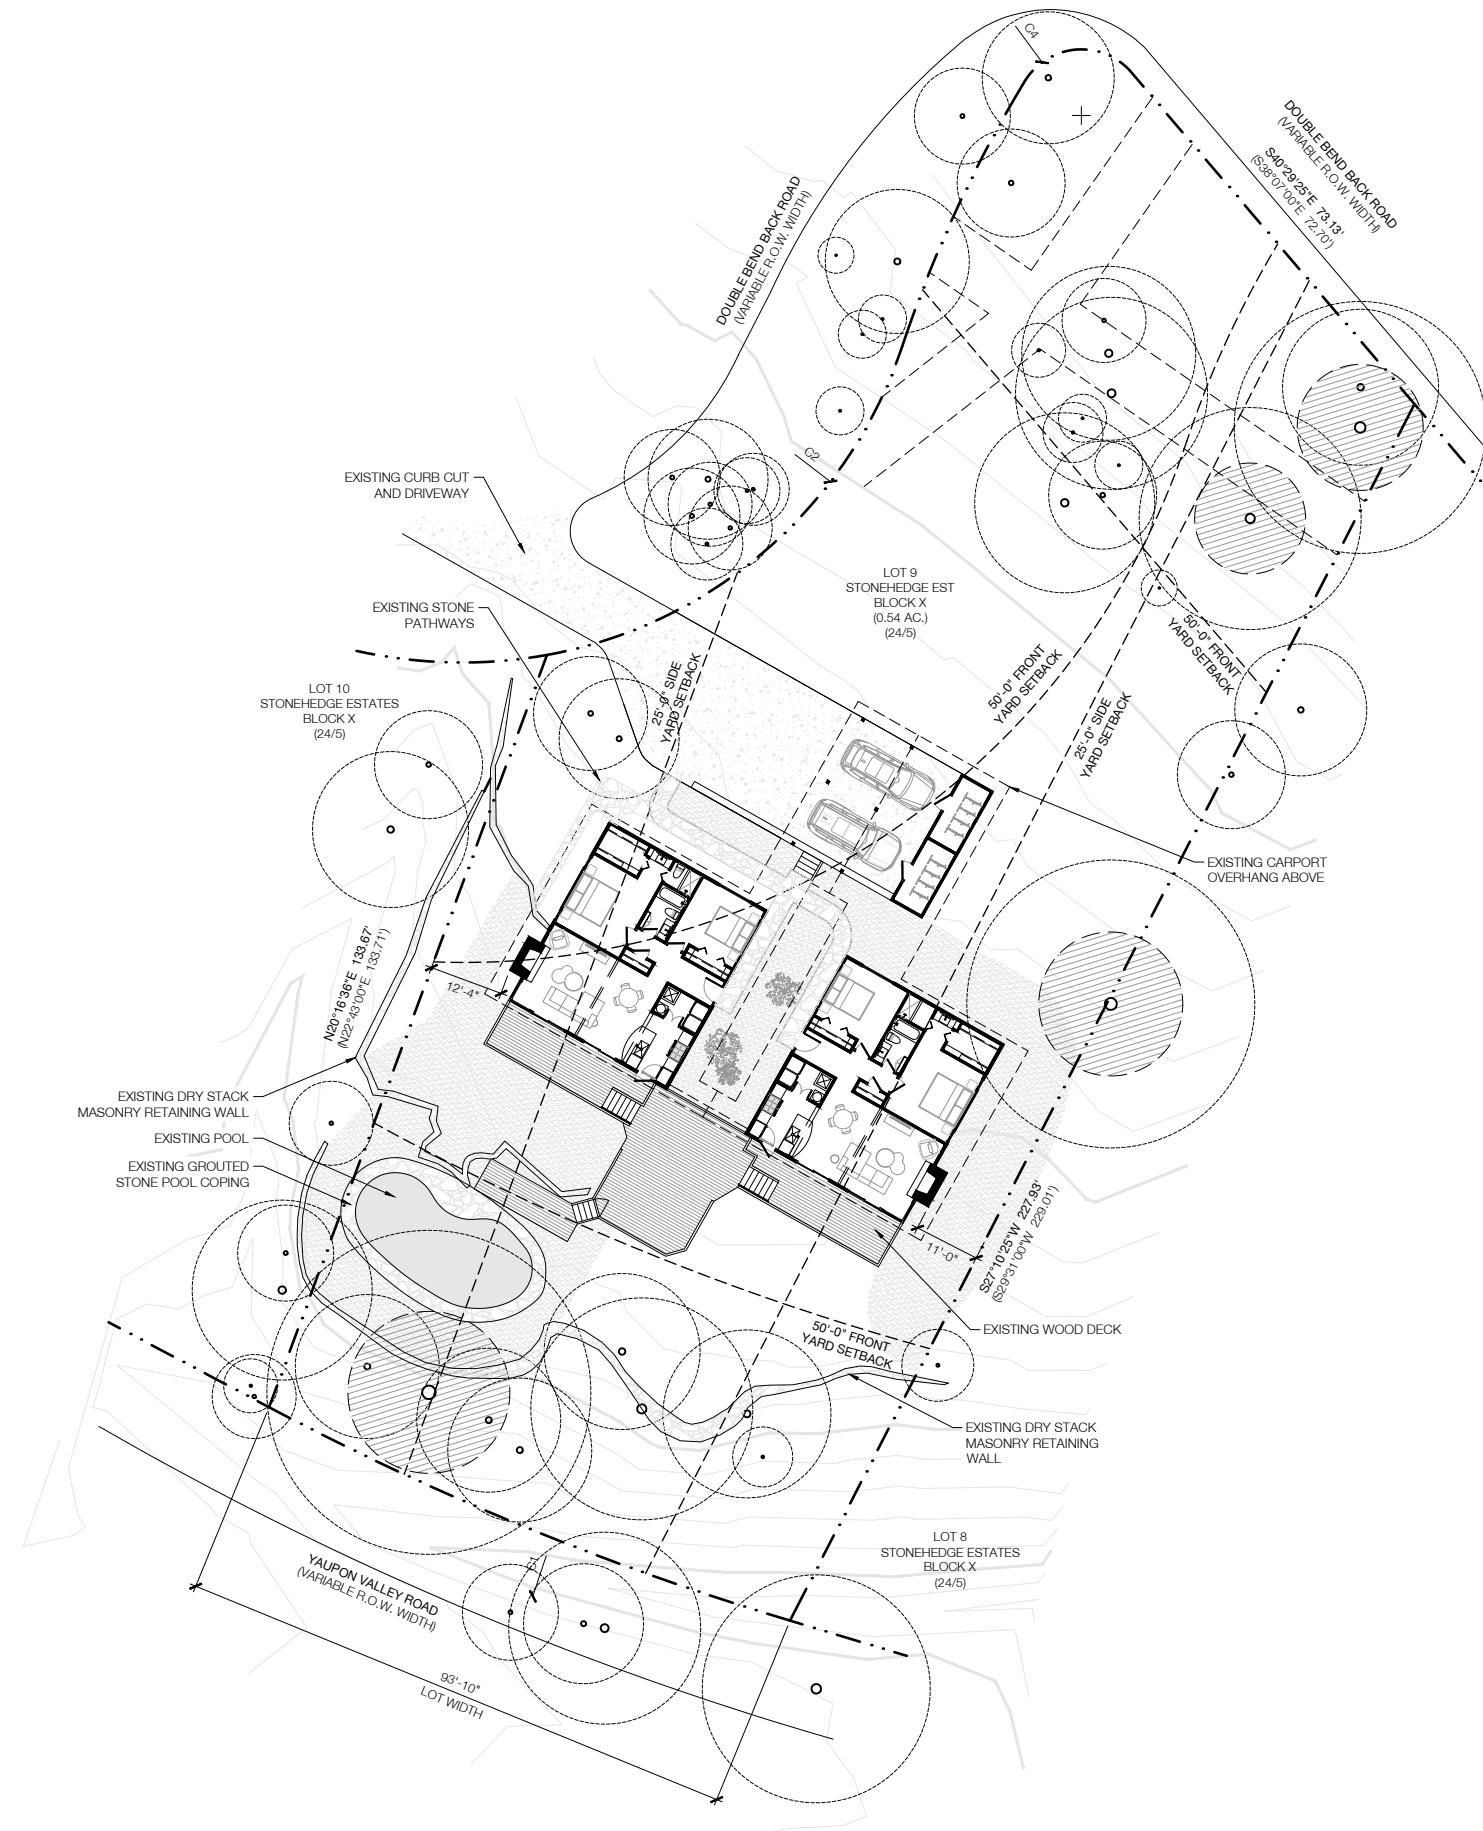 C4
DOUBLE BEND BACK ROAD
(VARIABLE R.O.W. WIDTH)
S40°29'25"E 73.13'
(S38°07'00"E 72.70')
DOUBLE BEND BACK ROAD
(VARIABLE R.O.W. WIDTH)
C2
EXISTING CURB CUT
AND DRIVEWAY
LOT 9
STONEHEDGE EST
BLOCK X
(0.54 AC.)
(24/5)
EXISTING STONE
PATHWAYS
50'-0" FRONT
YARD SETBACK
25'-0" SIDE
YARD SETBACK
50'-0" FRONT
YARD SETBACK
LOT 10
STONEHEDGE ESTATES
BLOCK X
(24/5)
25'-0" SIDE
YARD SETBACK
EXISTING CARPORT
OVERHANG ABOVE
N20°16'36"E 133.67'
(N22°43'00"E 133.71')
12'-4"
EXISTING DRY STACK
MASONRY RETAINING WALL
EXISTING POOL
EXISTING GROUTED
STONE POOL COPING
S27°10'25"W 227.93'
(S29°31'00"W 229.01')
11'-0"
EXISTING WOOD DECK
50'-0" FRONT
YARD SETBACK
EXISTING DRY STACK
MASONRY RETAINING
WALL
LOT 8
STONEHEDGE ESTATES
BLOCK X
(24/5)
C1
YAUPON VALLEY ROAD
(VARIABLE R.O.W. WIDTH)
93'-10"
LOT WIDTH